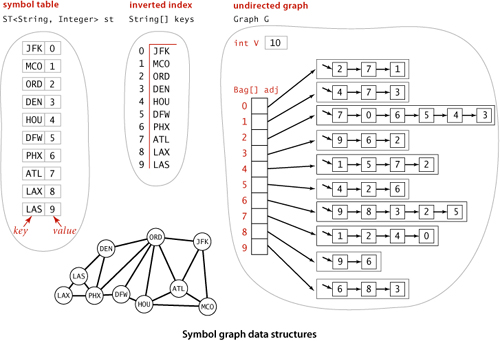 symbol table
ST<String, Integer> st
JFK 0
MCO 1
ORD 2
DEN 3
HOU 4
DFW 5
PHX 6
ATL 7
LAX 8
LAS 9
key value
inverted index
String[] keys
0 JFK
1 MCO
2 ORD
3 DEN
4 HOU
5 DFW
6 PHX
7 ATL
8 LAX
9 LAS
undirected graph
Graph G
int V 10
Bag[] adj
0
1
2
3
4
5
6
7
8
9
2 7 1
4 7 3
7 0 6 5 4 3
9 6 2
1 5 7 2
4 2 6
9 8 3 2 5
1 2 4 0
9 6
6 8 3
ORD
JFK
DEN
LAS
LAX
PHX
DFW
ATL
HOU
MCO
Symbol graph data structures